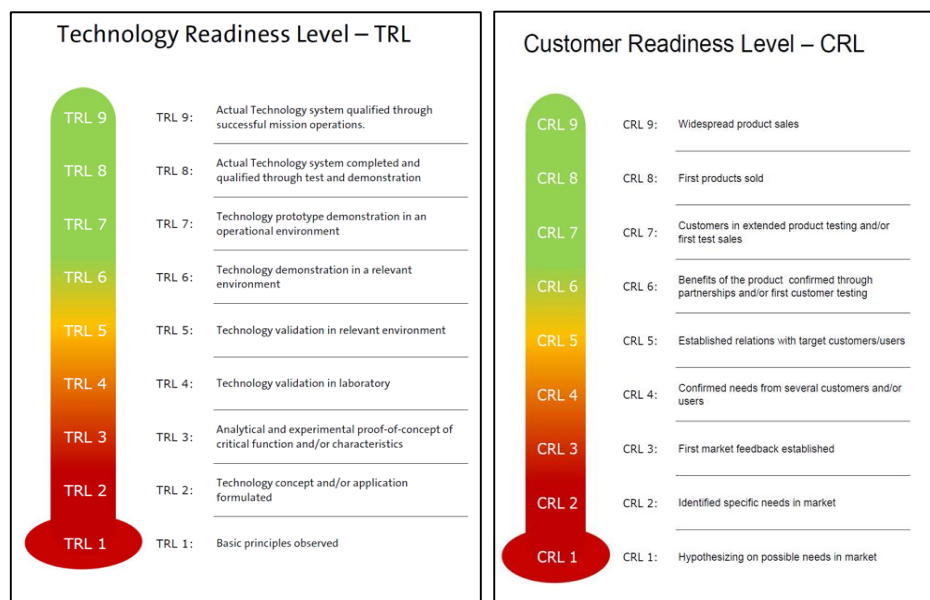 Technology Readiness Level – TRL
TRL 9
TRL 9:
Actual Technology system qualified through
successful mission operations.
TRL 8
TRL 8:
Actual Technology system completed and
qualified through test and demonstration
TRL 7
TRL 7:
Technology prototype demonstration in an
operational environment
TRL 6
TRL 6:
Technology demonstration in a relevant
environment
TRL 5
TRL 5:
Technology validation in relevant environment
TRL 4
TRL 4:
Technology validation in laboratory
TRL 3
TRL 3:
Analytical and experimental proof-of-concept of
critical function and/or characteristics
TRL 2
TRL 2:
Technology concept and/or application
formulated
TRL 1
TRL 1:
Basic principles observed
Customer Readiness Level – CRL
CRL 9
CRL 9:
Widespread product sales
CRL 8
CRL 8:
First products sold
CRL 7
CRL 7:
Customers in extended product testing and/or
first test sales
CRL 6
CRL 6:
Benefits of the product confirmed through
partnerships and/or first customer testing
CRL 5
CRL 5:
Established relations with target customers/users
CRL 4
CRL 4:
Confirmed needs from several customers and/or
users
CRL 3
CRL 3:
First market feedback established
CRL 2
CRL 2:
Identified specific needs in market
CRL 1
CRL 1:
Hypothesizing on possible needs in market